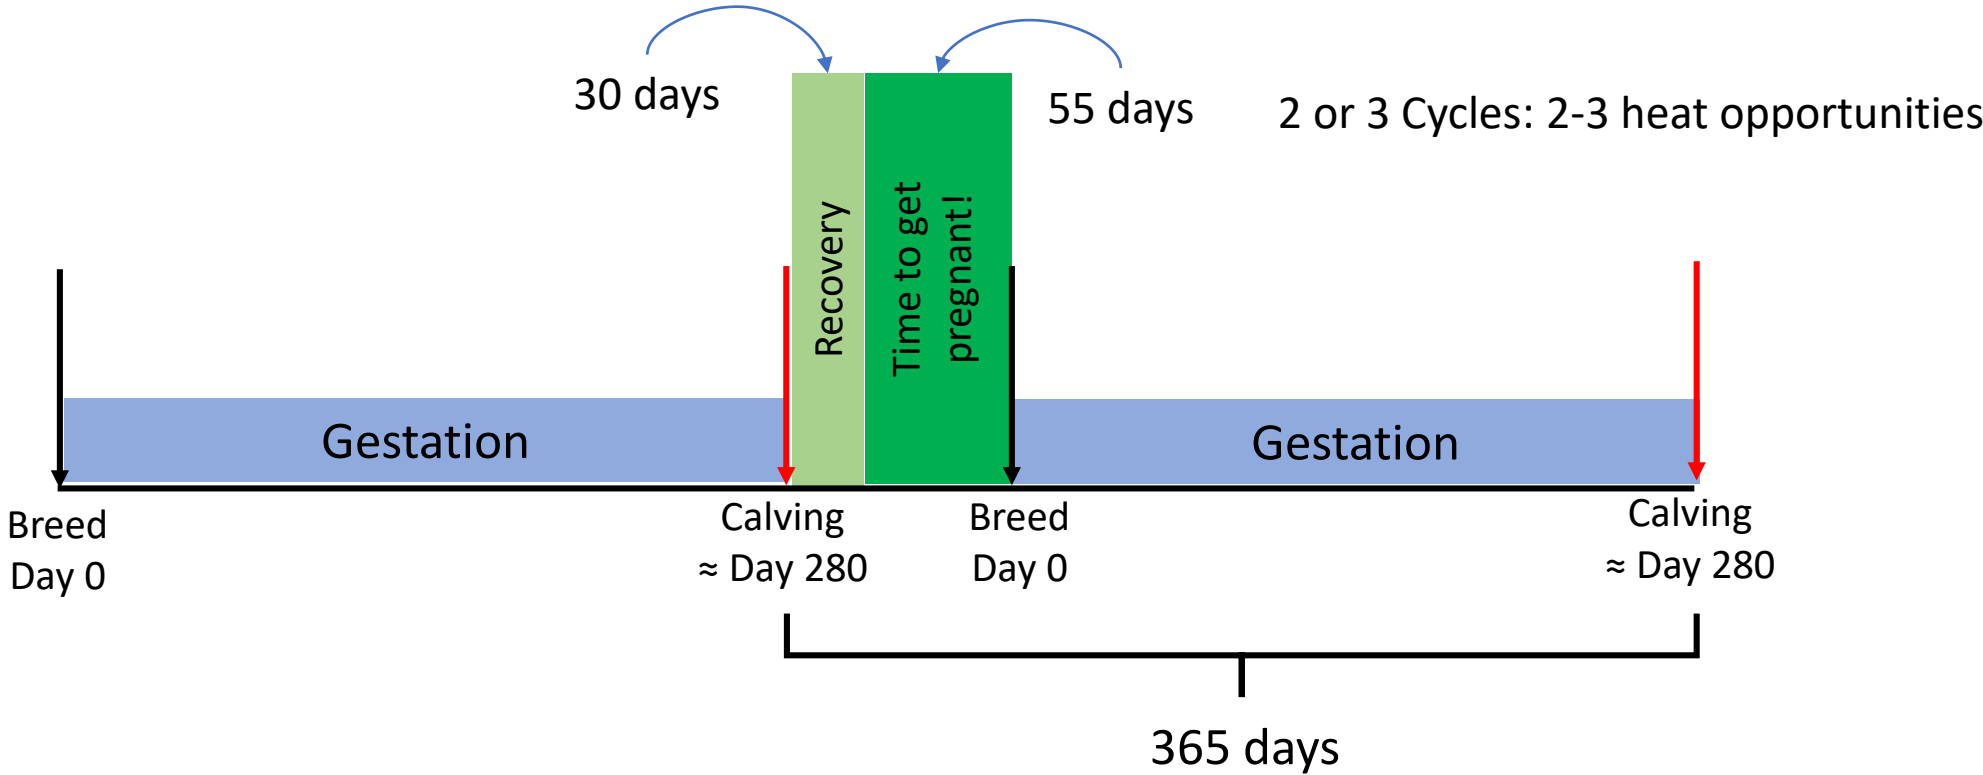 30 days
55 days
2 or 3 Cycles: 2-3 heat opportunities
Recovery
Time to get
pregnant!
Gestation
Gestation
Breed
Day 0
Calving
≈ Day 280
Breed
Day 0
Calving
≈ Day 280
365 days